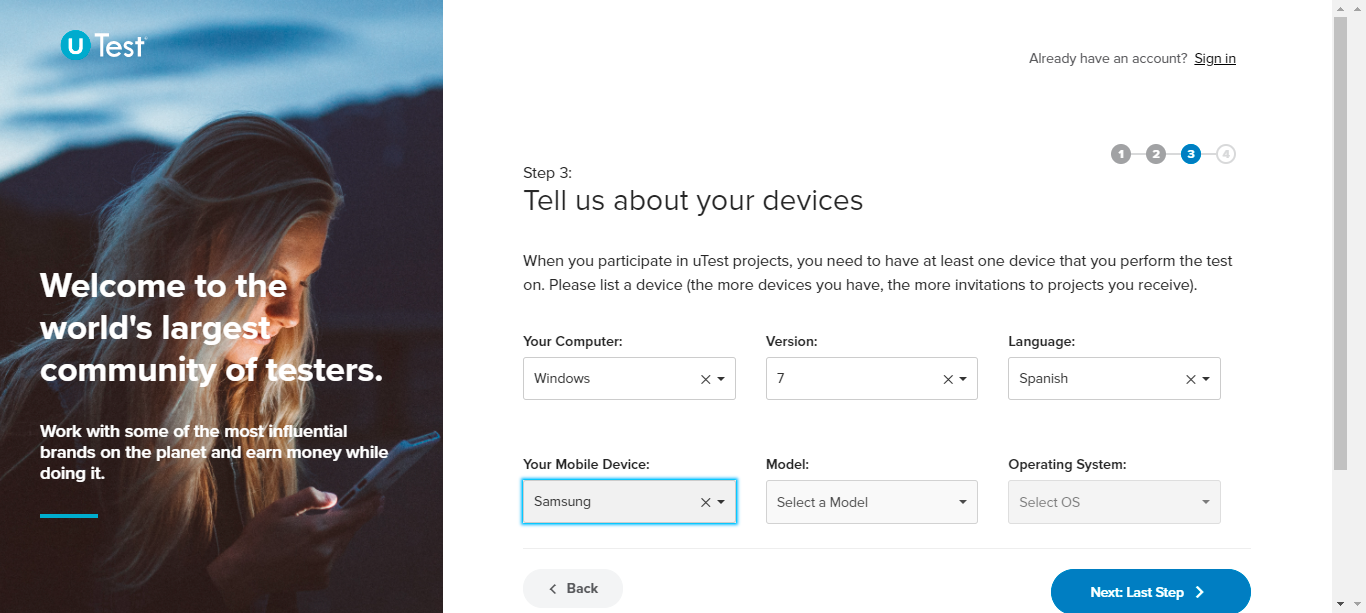 uTest
Already have an account? Sign in
1 2 3 4
Step 3:
Tell us about your devices
When you participate in uTest projects, you need to have at least one device that you perform the test
on. Please list a device (the more devices you have, the more invitations to projects you receive).
Welcome to the
world's largest
community of testers.
Work with some of the most influential
brands on the planet and earn money while
doing it.
Your Computer: Version: Language:
Windows 7 Spanish
Your Mobile Device: Model: Operating System:
Samsung Select a Model Select OS
Back Next: Last Step